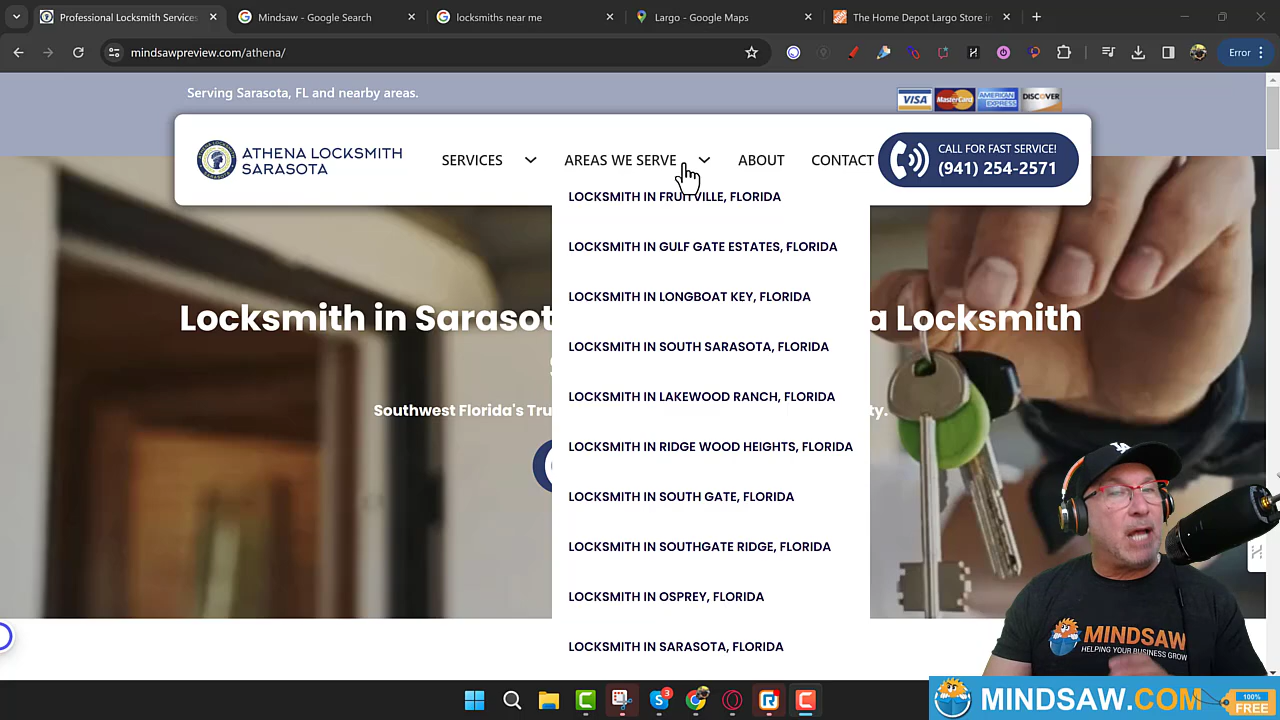 Professional Locksmith Services
Mindsaw - Google Search
locksmiths near me
Largo - Google Maps
The Home Depot Largo Store in
mindsawpreview.com/athena/
Error
Serving Sarasota, FL and nearby areas.
VISA
MasterCard
AMERICAN EXPRESS
DISCOVER
ATHENA LOCKSMITH
SARASOTA
SERVICES
AREAS WE SERVE
ABOUT
CONTACT
CALL FOR FAST SERVICE!
(941) 254-2571
LOCKSMITH IN FRUITVILLE, FLORIDA
LOCKSMITH IN GULF GATE ESTATES, FLORIDA
LOCKSMITH IN LONGBOAT KEY, FLORIDA
LOCKSMITH IN SOUTH SARASOTA, FLORIDA
LOCKSMITH IN LAKEWOOD RANCH, FLORIDA
LOCKSMITH IN RIDGE WOOD HEIGHTS, FLORIDA
LOCKSMITH IN SOUTH GATE, FLORIDA
LOCKSMITH IN SOUTHGATE RIDGE, FLORIDA
LOCKSMITH IN OSPREY, FLORIDA
LOCKSMITH IN SARASOTA, FLORIDA
Locksmith in Sarasot
a Locksmith
S
Southwest Florida's Tru
ty.
LA
MINDSAW
HELPING YOUR BUSINESS GROW
3
MINDSAW.COM
100%
FREE